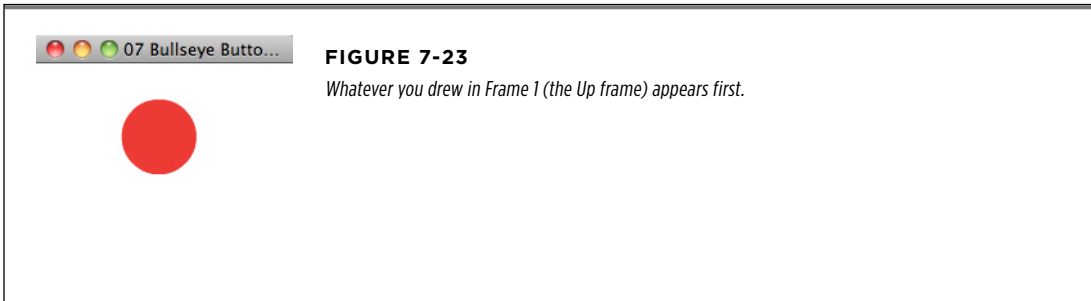 07 Bullseye Butto...
FIGURE 7-23
Whatever you drew in Frame 1 (the Up frame) appears first.